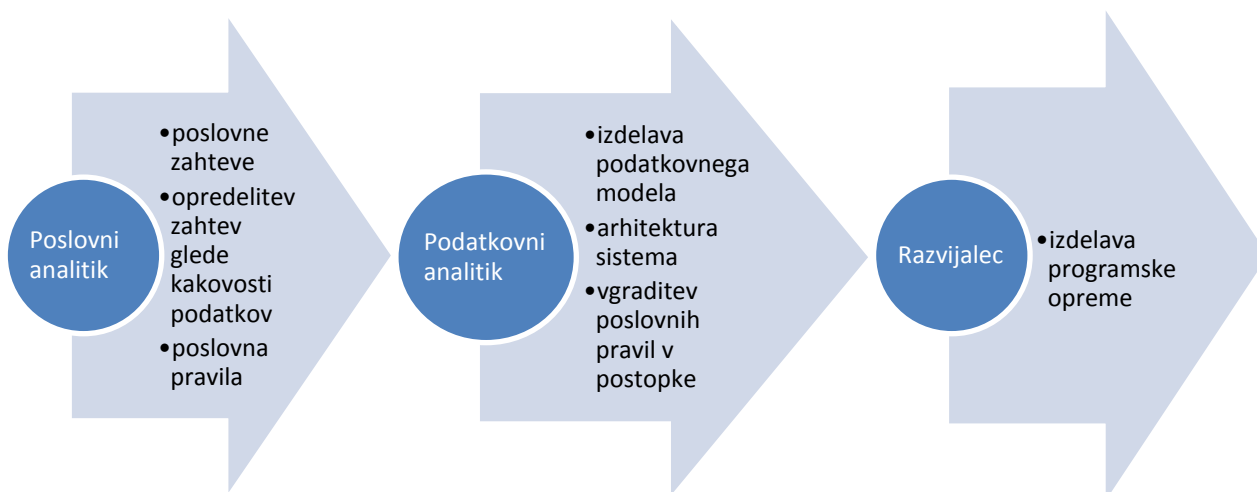 Poslovni
analitik
•poslovne
zahteve
•opredelitev
zahtev
glede
kakovosti
podatkov
•poslovna
pravila
Podatkovni
analitik
•izdelava
podatkovnega
modela
•arhitektura
sistema
•vgraditev
poslovnih
pravil v
postopke
Razvijalec
•izdelava
programske
opreme